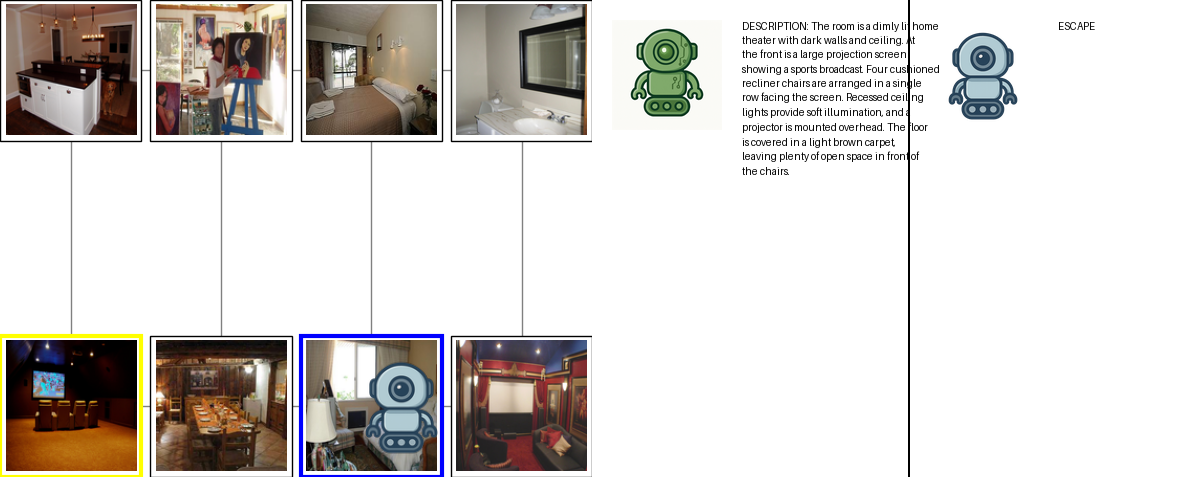 DESCRIPTION: The room is a dimly lit home
theater with dark walls and ceiling. At
the front is a large projection screen
showing a sports broadcast. Four cushioned
recliner chairs are arranged in a single
row facing the screen. Recessed ceiling
lights provide soft illumination, and a
projector is mounted overhead. The floor
is covered in a light brown carpet,
leaving plenty of open space in front of
the chairs.
ESCAPE